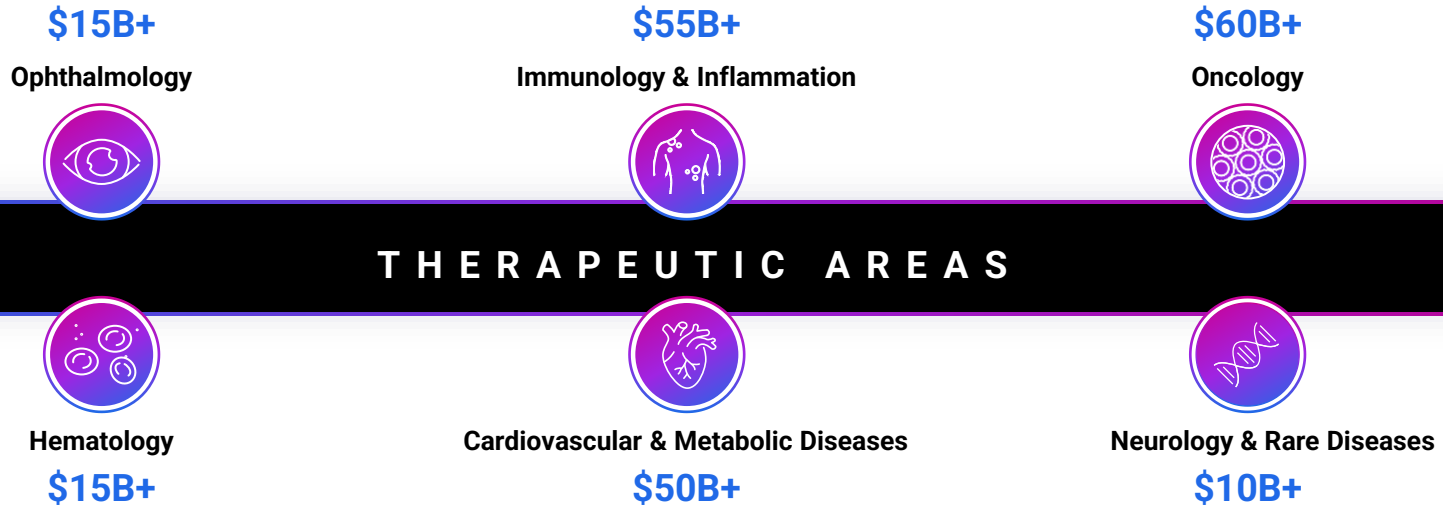 $15B+
$55B+
$60B+
Ophthalmology
Immunology & Inflammation
Oncology
THERAPEUTIC AREAS
Hematology
Cardiovascular & Metabolic Diseases
Neurology & Rare Diseases
$15B+
$50B+
$10B+